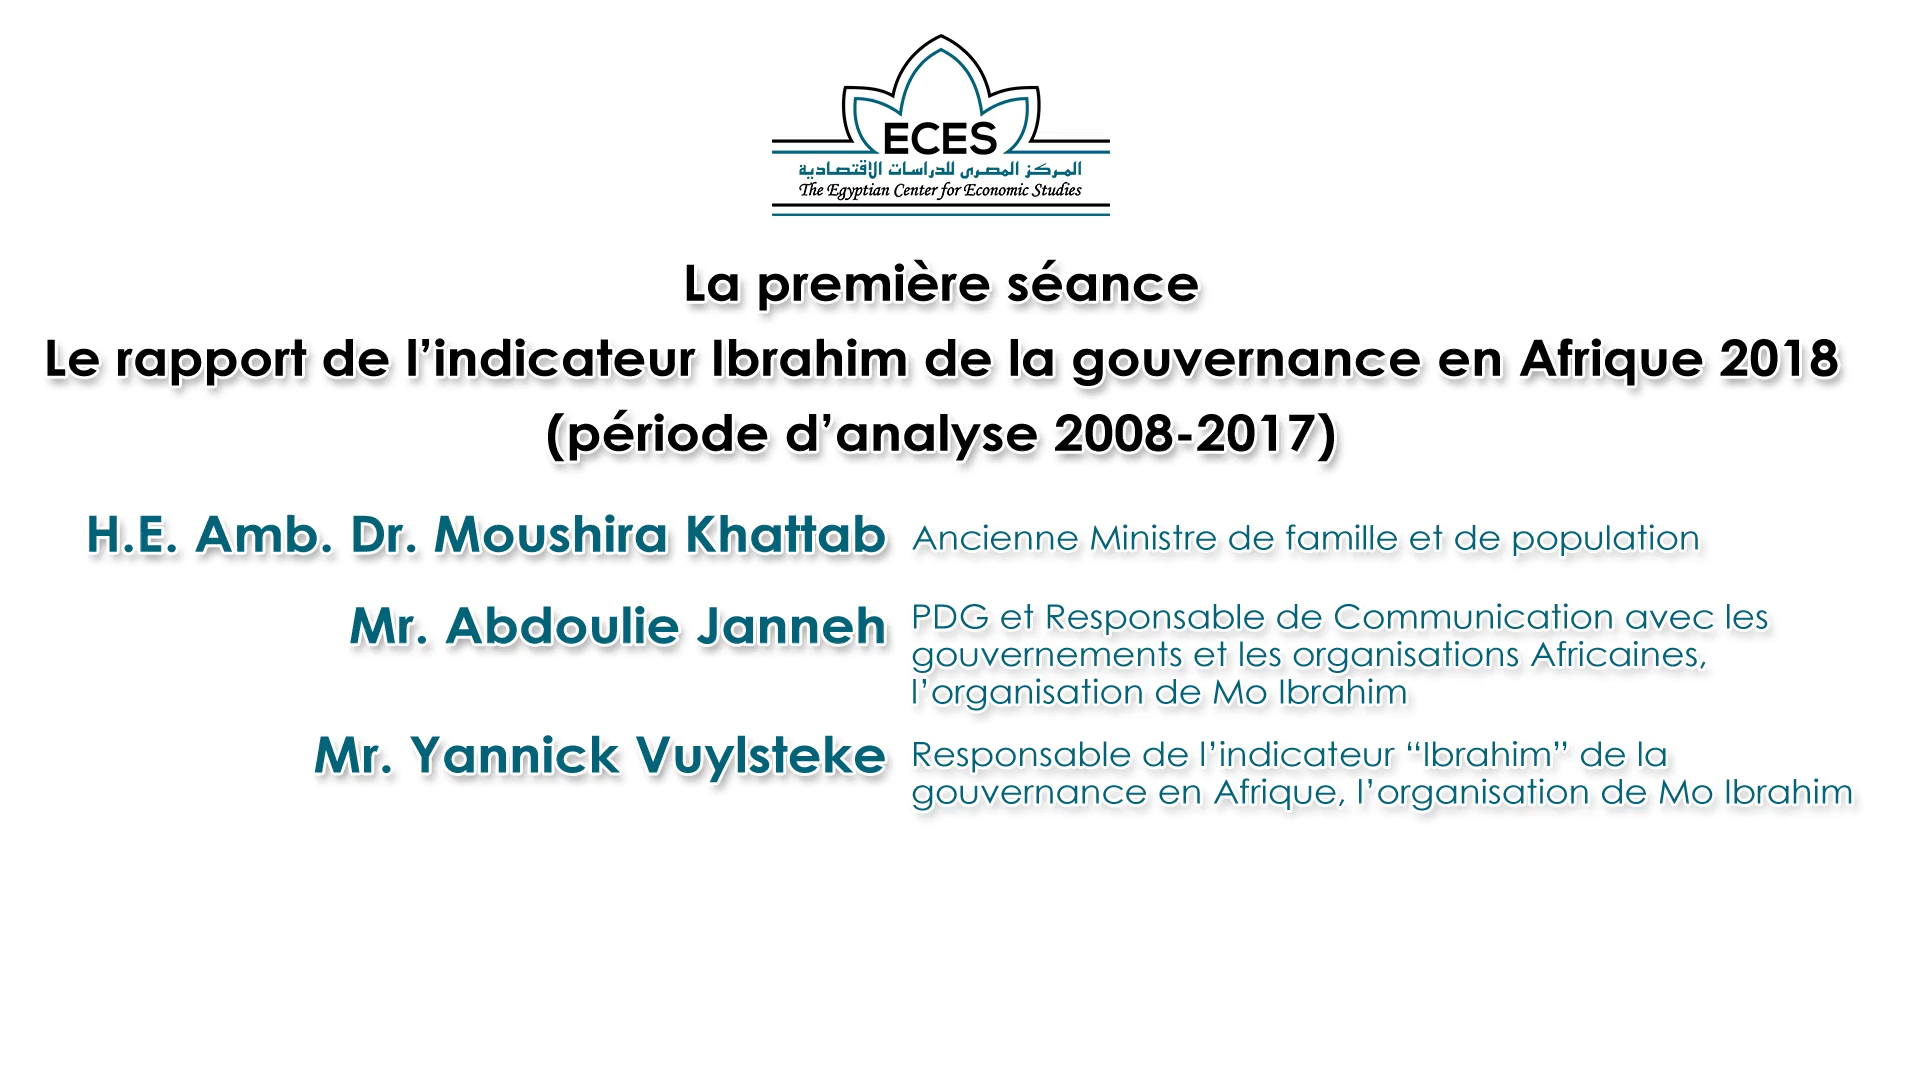 ECES
المركز المصرى للدراسات الإقتصادية
The Egyptian Center for Economic Studies
La première séance
Le rapport de l’indicateur Ibrahim de la gouvernance en Afrique 2018
(période d’analyse 2008-2017)
H.E. Amb. Dr. Moushira Khattab Ancienne Ministre de famille et de population
Mr. Abdoulie Janneh PDG et Responsable de Communication avec les
gouvernements et les organisations Africaines,
l’organisation de Mo Ibrahim
Mr. Yannick Vuylsteke Responsable de l’indicateur “Ibrahim” de la
gouvernance en Afrique, l’organisation de Mo Ibrahim